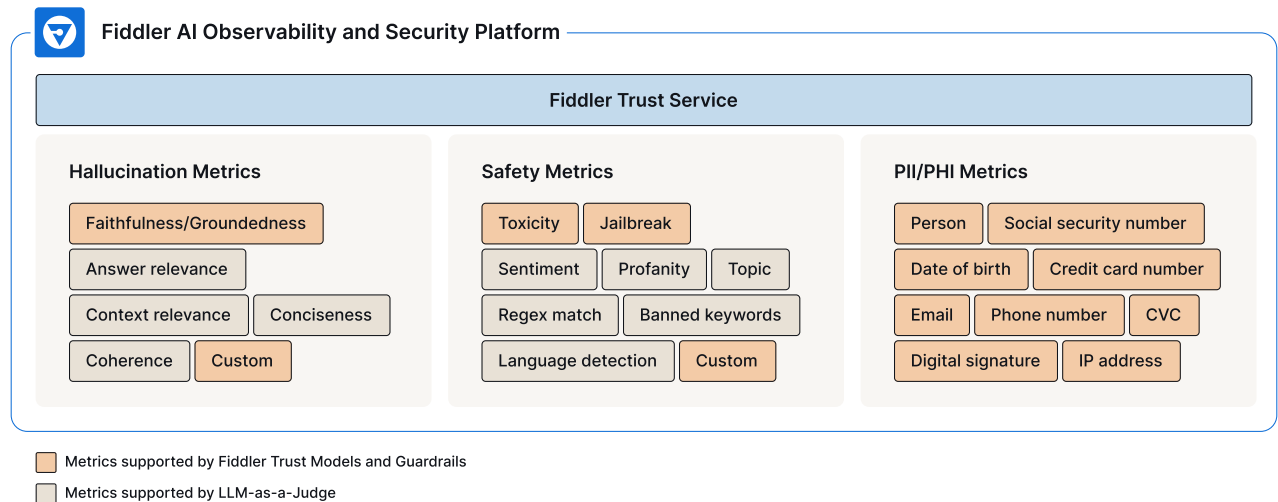 Fiddler AI Observability and Security Platform
Fiddler Trust Service
Hallucination Metrics
Faithfulness/Groundedness
Answer relevance
Context relevance Conciseness
Coherence Custom
Safety Metrics
Toxicity Jailbreak
Sentiment Profanity Topic
Regex match Banned keywords
Language detection Custom
PII/PHI Metrics
Person Social security number
Date of birth Credit card number
Email Phone number CVC
Digital signature IP address
Metrics supported by Fiddler Trust Models and Guardrails
Metrics supported by LLM-as-a-Judge